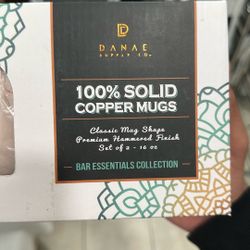 DANAE
SUPPLY CO.
100% SOLID
COPPER MUGS
Classic Mug Shape
Premium Hammered Finish
Set of 2 - 16 oz
BAR ESSENTIALS COLLECTION